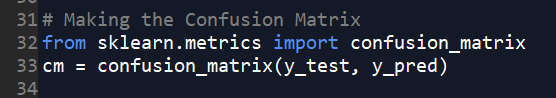 31 # Making the Confusion Matrix
32 from sklearn.metrics import confusion_matrix
33 cm = confusion_matrix(y_test, y_pred)
34